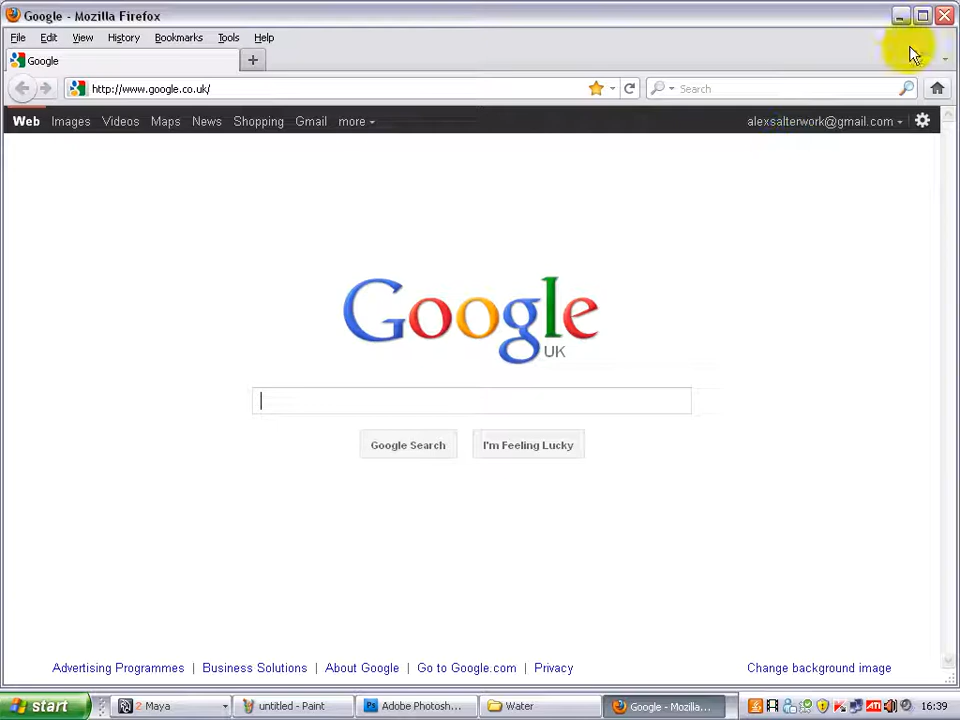 Google - Mozilla Firefox
File Edit View History Bookmarks Tools Help
Google
http://www.google.co.uk/ Search
Web Images Videos Maps News Shopping Gmail more alexsalterwork@gmail.com
Google
UK
Google Search I'm Feeling Lucky
Advertising Programmes Business Solutions About Google Go to Google.com Privacy Change background image
start 2 Maya untitled - Paint Adobe Photosh... Water Google - Mozilla... ATI 16:39